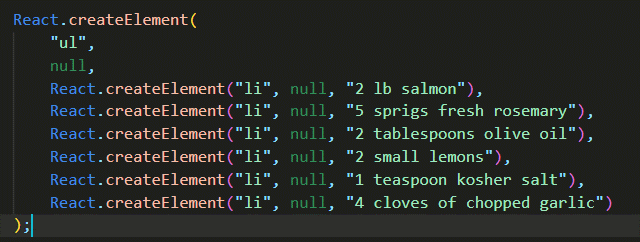 React.createElement(
    "ul",
    null,
    React.createElement("li", null, "2 lb salmon"),
    React.createElement("li", null, "5 sprigs fresh rosemary"),
    React.createElement("li", null, "2 tablespoons olive oil"),
    React.createElement("li", null, "2 small lemons"),
    React.createElement("li", null, "1 teaspoon kosher salt"),
    React.createElement("li", null, "4 cloves of chopped garlic")
);